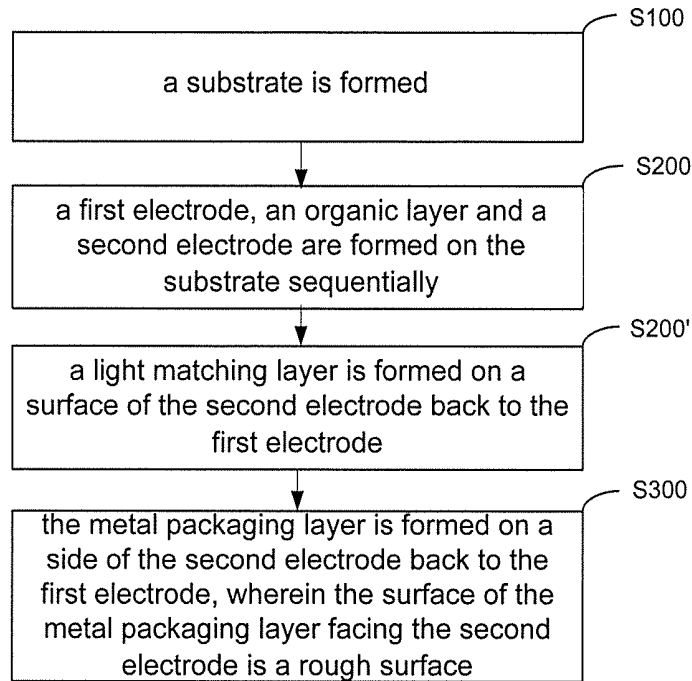 S100
a substrate is formed
S200
a first electrode, an organic layer and a
second electrode are formed on the
substrate sequentially
S200'
a light matching layer is formed on a
surface of the second electrode back to the
first electrode
S300
the metal packaging layer is formed on a
side of the second electrode back to the
first electrode, wherein the surface of the
metal packaging layer facing the second
electrode is a rough surface